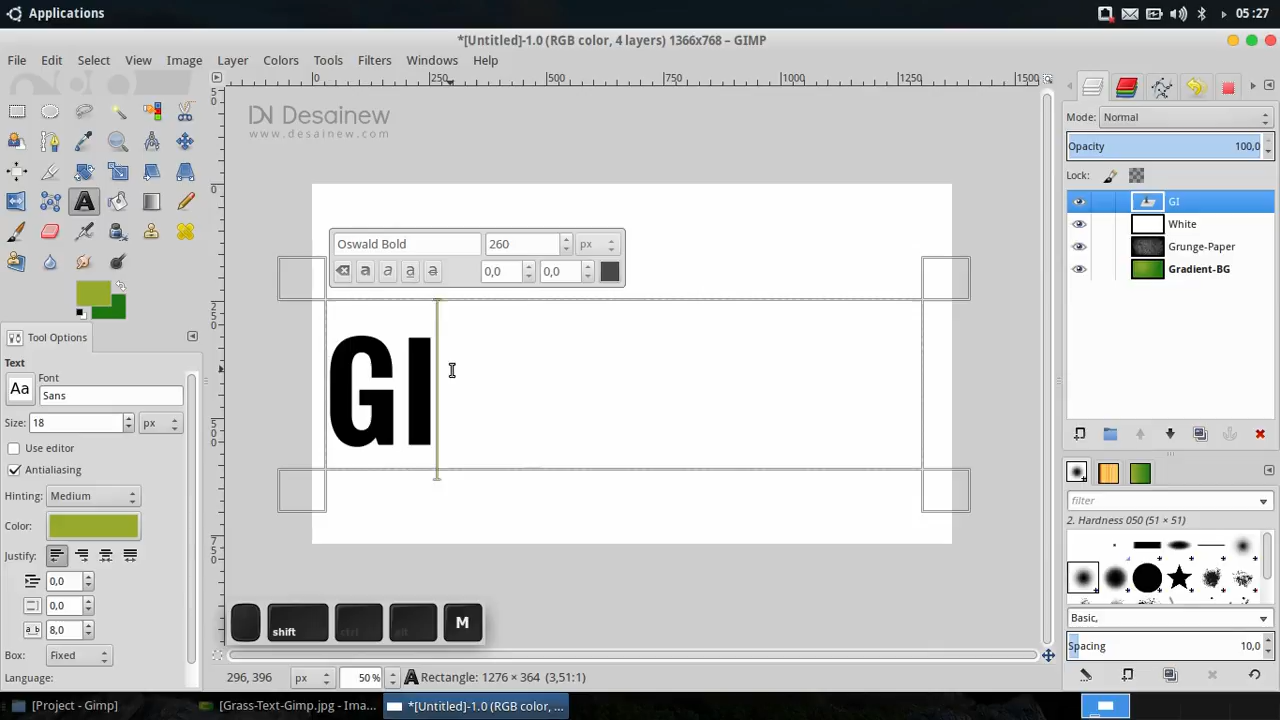 Applications
05:27
*[Untitled]-1.0 (RGB color, 4 layers) 1366x768 – GIMP
File Edit Select View Image Layer Colors Tools Filters Windows Help
0 250 500 750 1000 1250 1500
DN Desainew
www.desainew.com
Mode: Normal
Opacity 100,0
Lock:
GI
White
Grunge-Paper
Gradient-BG
Oswald Bold 260 px
a a a a 0,0 0,0
GI
Tool Options
Text
Font
Aa Sans
Size: 18 px
Use editor
Antialiasing
Hinting: Medium
Color:
Justify:
0,0
0,0
8,0
Box: Fixed
Language:
filter
2. Hardness 050 (51 × 51)
Basic,
Spacing 10,0
shift ctrl alt M
296, 396 px 50 % Rectangle: 1276 × 364 (3,51:1)
[Project - Gimp] [Grass-Text-Gimp.jpg - Ima... *[Untitled]-1.0 (RGB color, ...